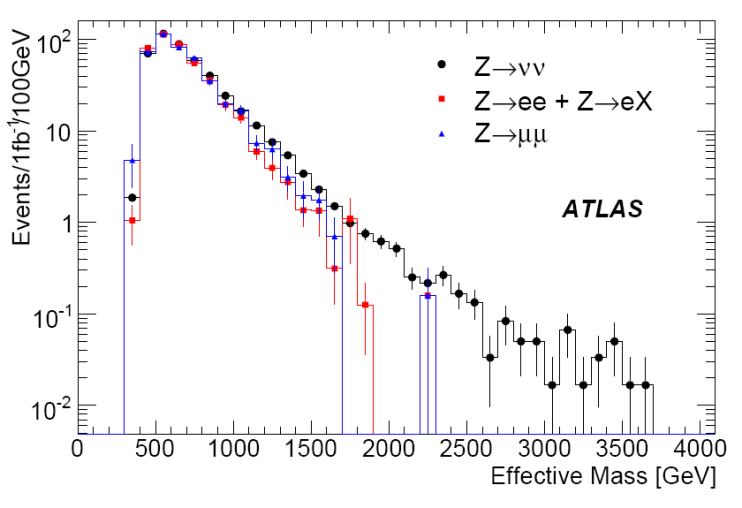 Events/1fb⁻¹/100GeV
10²
10
1
10⁻¹
10⁻²
Z→νν
Z→ee + Z→eX
Z→μμ
ATLAS
0 500 1000 1500 2000 2500 3000 3500 4000
Effective Mass [GeV]